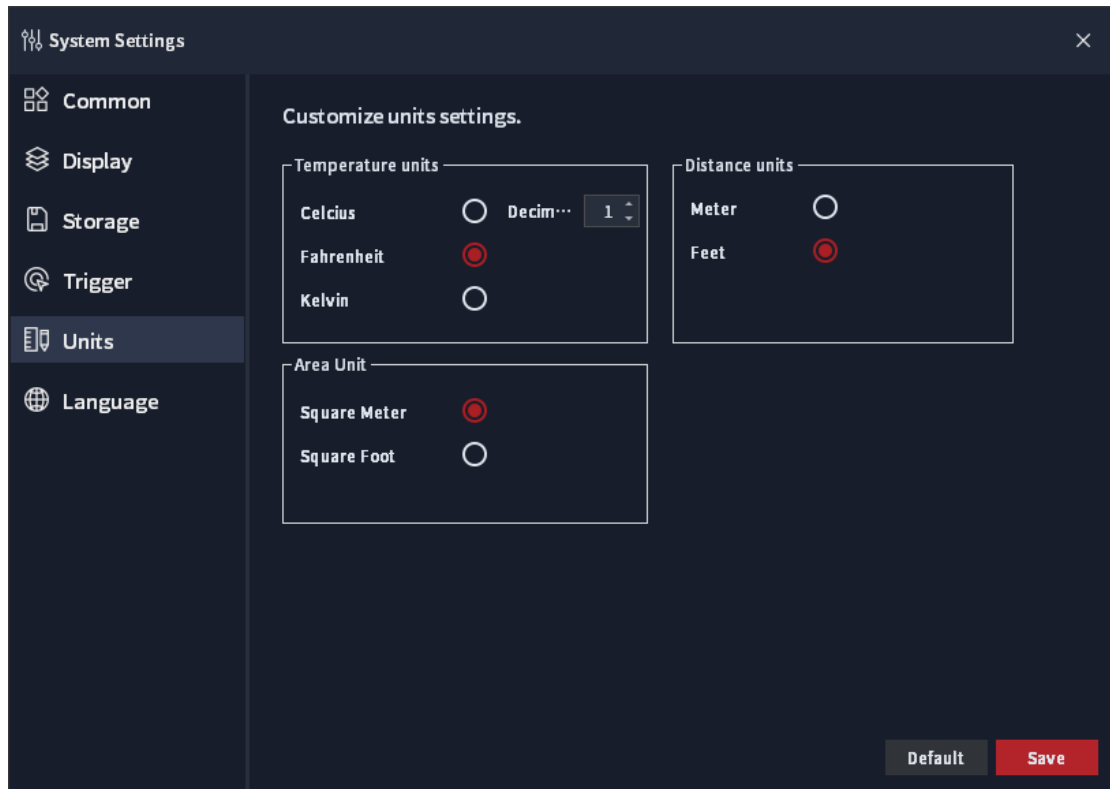 System Settings
Common
Display
Storage
Trigger
Units
Language
Customize units settings.
Temperature units
Celcius
Decim···
1
Fahrenheit
Kelvin
Distance units
Meter
Feet
Area Unit
Square Meter
Square Foot
Default
Save